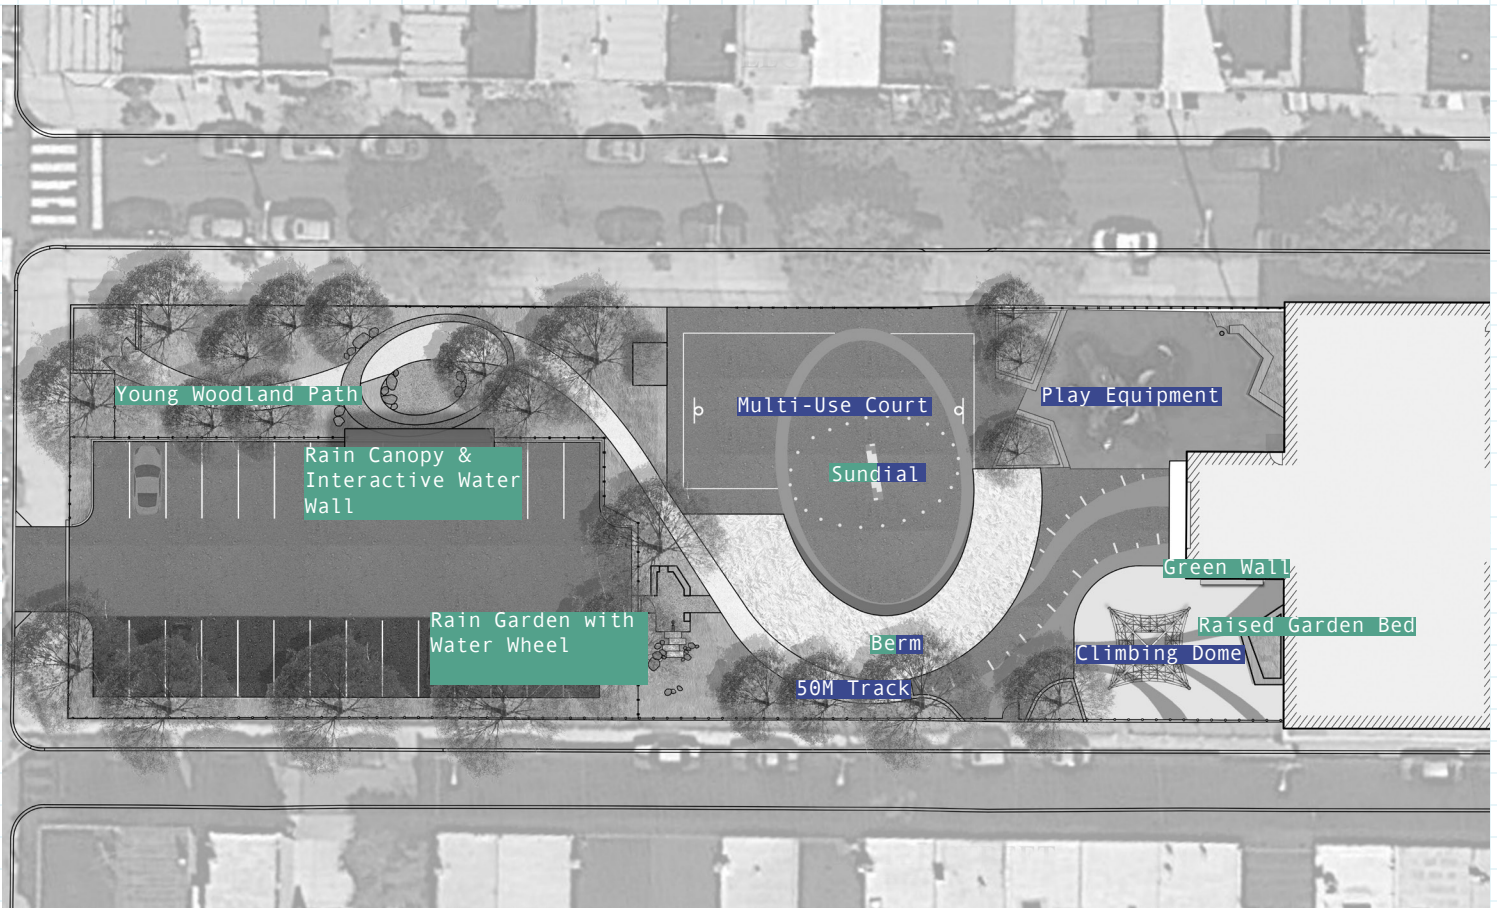 Young Woodland Path
Multi-Use Court
Play Equipment
Rain Canopy &
Interactive Water
Wall
Sundial
Green Wall
Rain Garden with
Water Wheel
Raised Garden Bed
Berm
Climbing Dome
50M Track